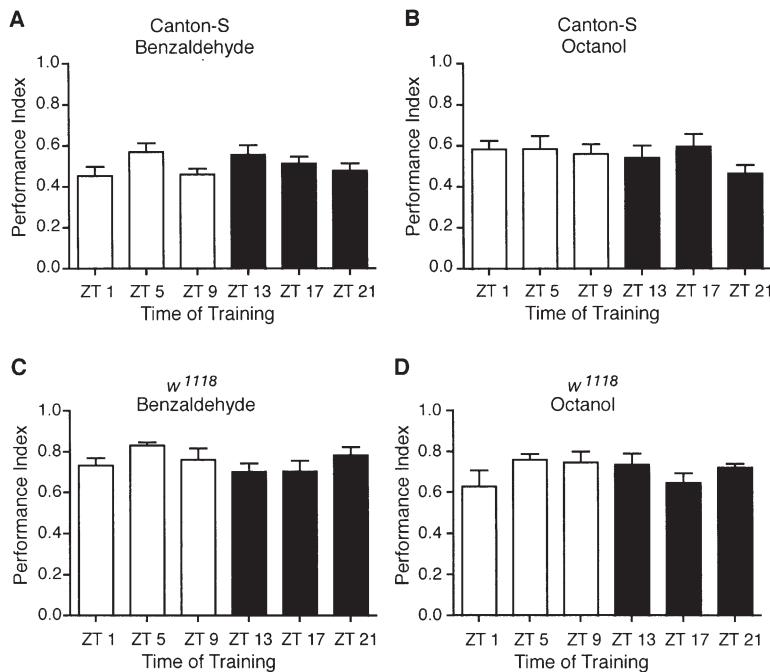 A
Canton-S
Benzaldehyde
Performance Index
1.0
0.8
0.6
0.4
0.2
0.0
ZT 1 ZT 5 ZT 9 ZT 13 ZT 17 ZT 21
Time of Training
B
Canton-S
Octanol
Performance Index
1.0
0.8
0.6
0.4
0.2
0.0
ZT 1 ZT 5 ZT 9 ZT 13 ZT 17 ZT 21
Time of Training
C
w 1118
Benzaldehyde
Performance Index
1.0
0.8
0.6
0.4
0.2
0.0
ZT 1 ZT 5 ZT 9 ZT 13 ZT 17 ZT 21
Time of Training
D
w 1118
Octanol
Performance Index
1.0
0.8
0.6
0.4
0.2
0.0
ZT 1 ZT 5 ZT 9 ZT 13 ZT 17 ZT 21
Time of Training